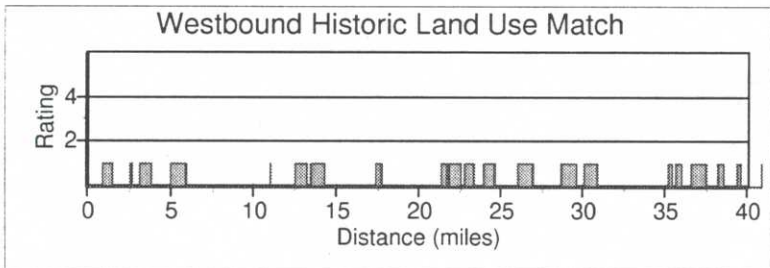 Westbound Historic Land Use Match
Rating
4
2
0 5 10 15 20 25 30 35 40
Distance (miles)